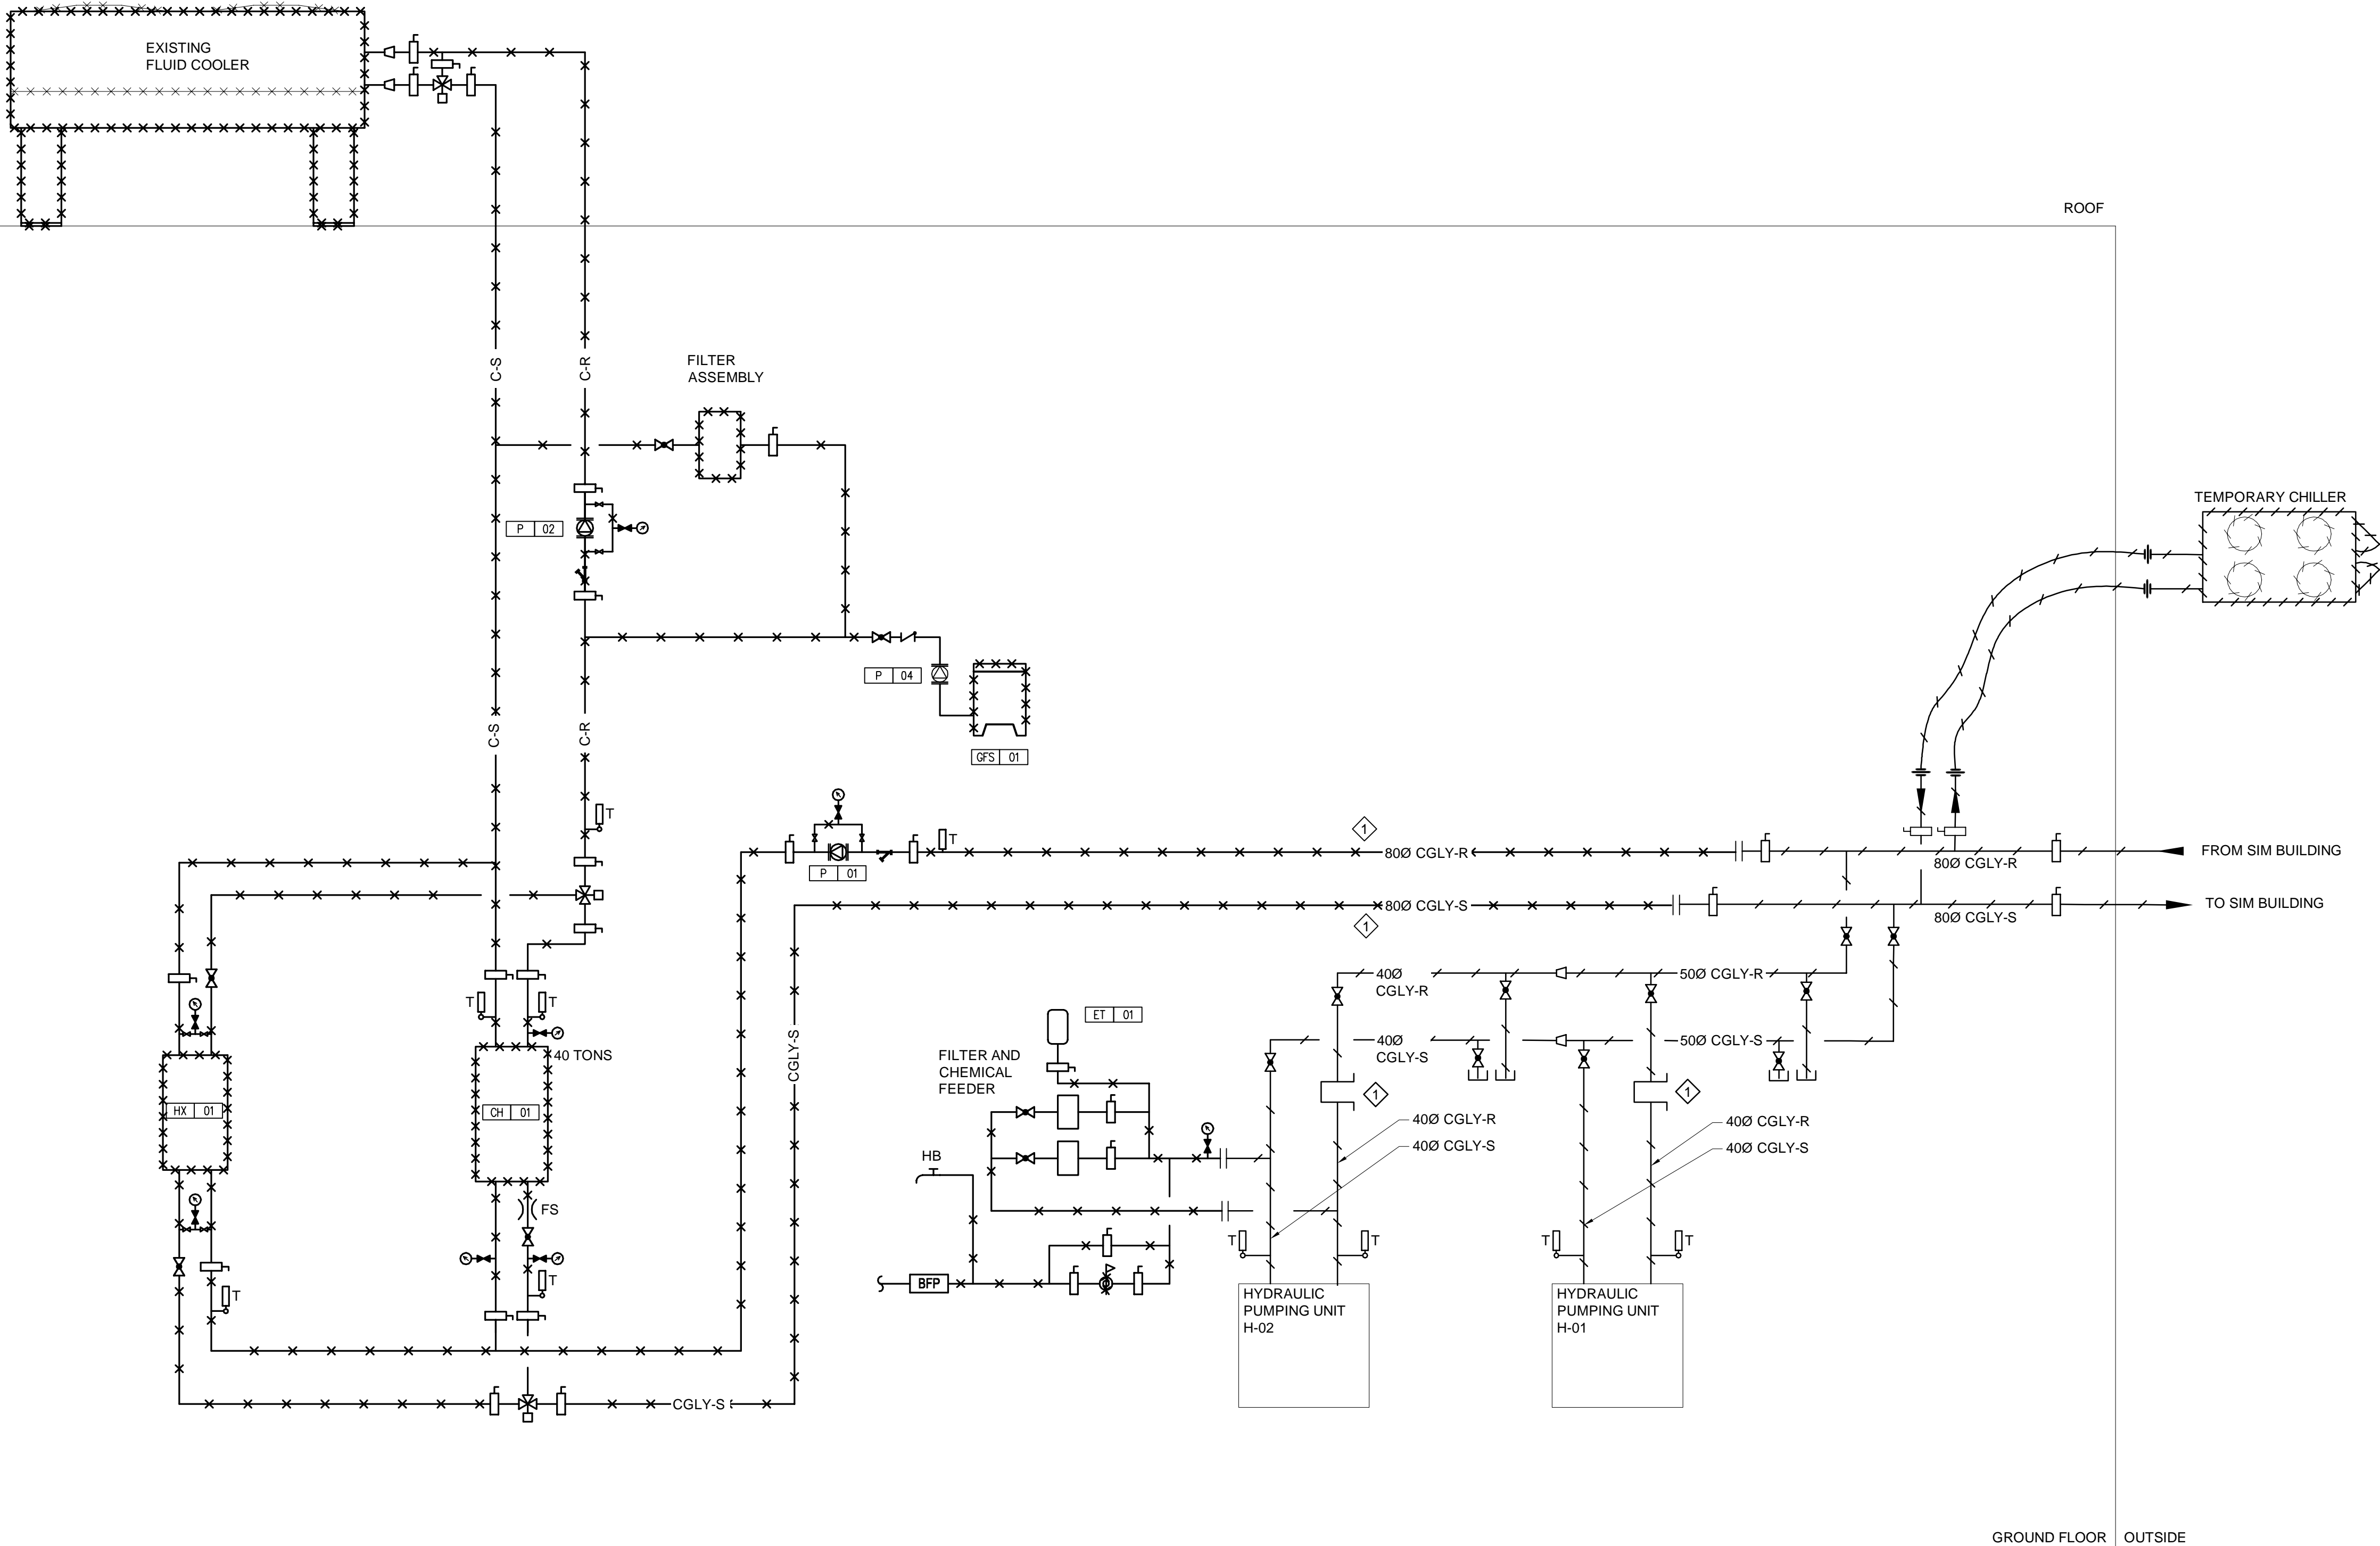 EXISTING
FLUID COOLER
ROOF
C-S
C-R
FILTER
ASSEMBLY
P 02
TEMPORARY CHILLER
P 04
C-S
C-R
GFS 01
T
T
1
80Ø CGLY-R
P 01
80Ø CGLY-R
FROM SIM BUILDING
80Ø CGLY-S
1
80Ø CGLY-S
TO SIM BUILDING
40Ø
CGLY-R
50Ø CGLY-R
T
T
ET 01
40Ø
CGLY-S
50Ø CGLY-S
CGLY-S
40 TONS
FILTER AND
CHEMICAL
FEEDER
HX 01
CH 01
1
1
40Ø CGLY-R
40Ø CGLY-S
40Ø CGLY-R
40Ø CGLY-S
HB
FS
T
T
T
T
T
T
BFP
HYDRAULIC
PUMPING UNIT
H-02
HYDRAULIC
PUMPING UNIT
H-01
CGLY-S
GROUND FLOOR
OUTSIDE